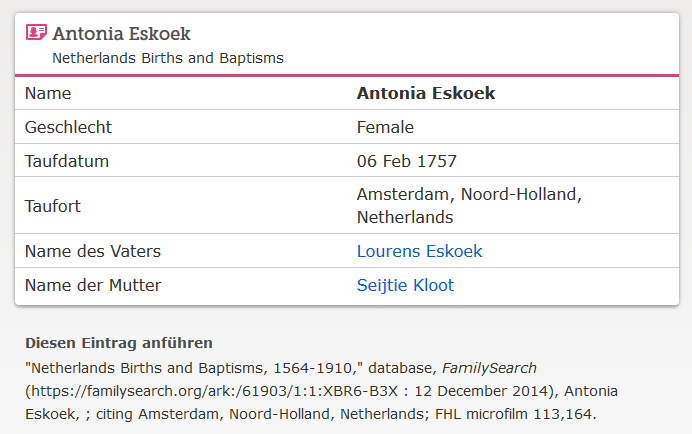 Antonia Eskoek
Netherlands Births and Baptisms
Name Antonia Eskoek
Geschlecht Female
Taufdatum 06 Feb 1757
Taufort Amsterdam, Noord-Holland,
Netherlands
Name des Vaters Lourens Eskoek
Name der Mutter Seijtie Kloot
Diesen Eintrag anführen
"Netherlands Births and Baptisms, 1564-1910," database, FamilySearch
(https://familysearch.org/ark:/61903/1:1:XBR6-B3X : 12 December 2014), Antonia
Eskoek, ; citing Amsterdam, Noord-Holland, Netherlands; FHL microfilm 113,164.